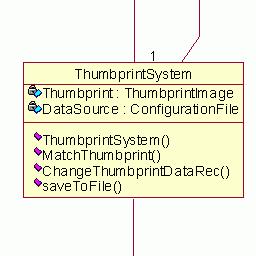 1
ThumbprintSystem
Thumbprint : ThumbprintImage
DataSource : ConfigurationFile
ThumbprintSystem()
MatchThumbprint()
ChangeThumbprintDataRec()
saveToFile()